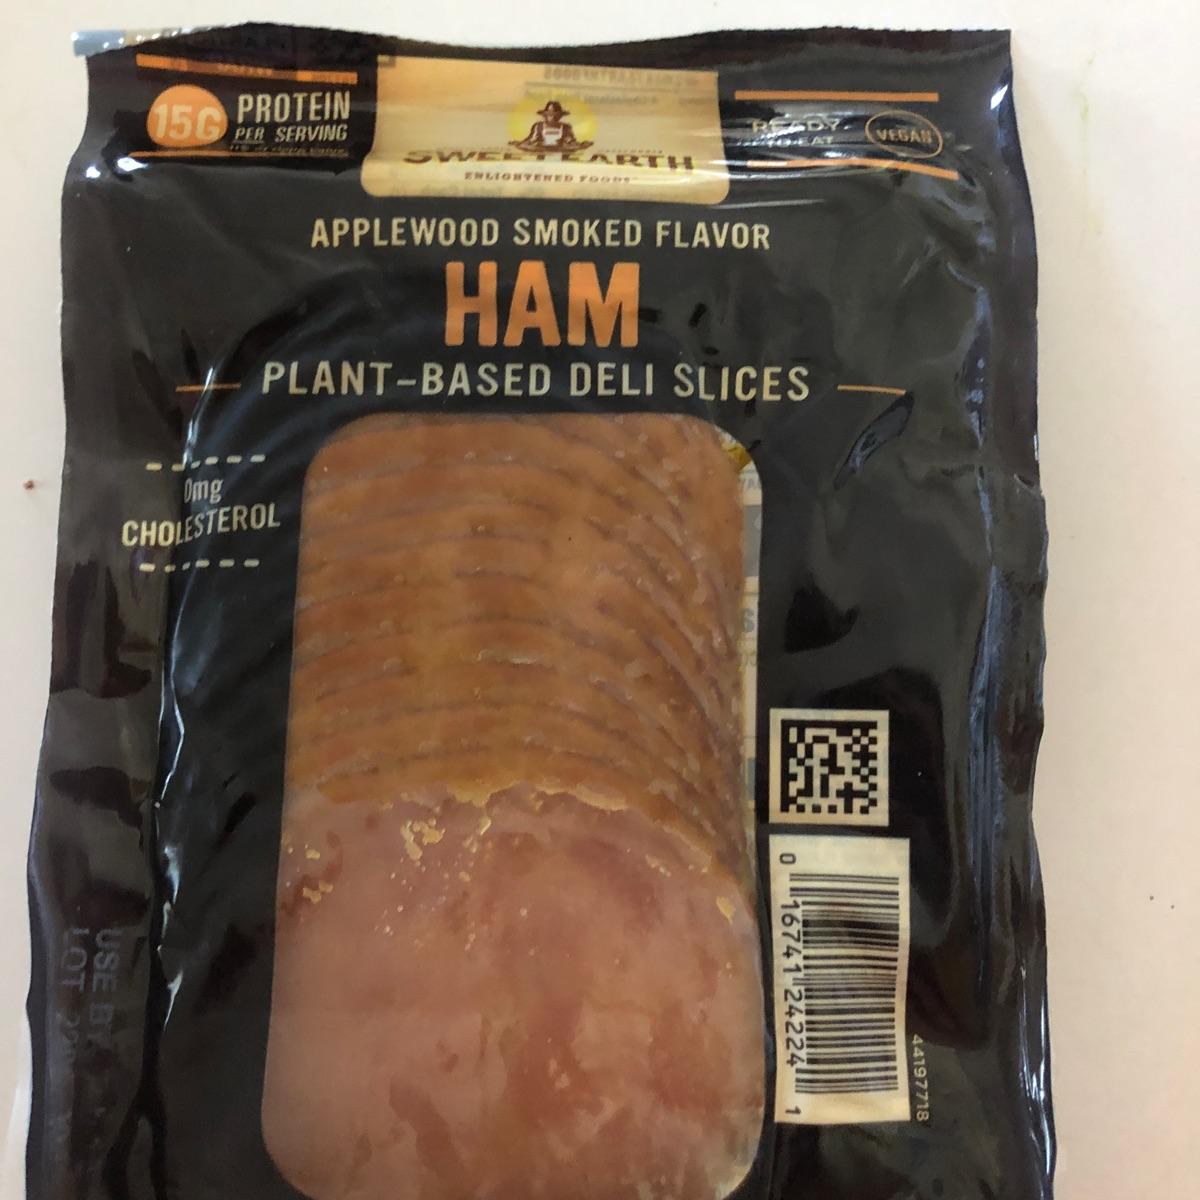 15G PROTEIN
PER SERVING
SWEET EARTH
ENLIGHTENED FOODS™
READY
TO EAT
VEGAN
APPLEWOOD SMOKED FLAVOR
HAM
PLANT-BASED DELI SLICES
0mg
CHOLESTEROL
0 16741 24224 1
44197718
USE BY
LOT